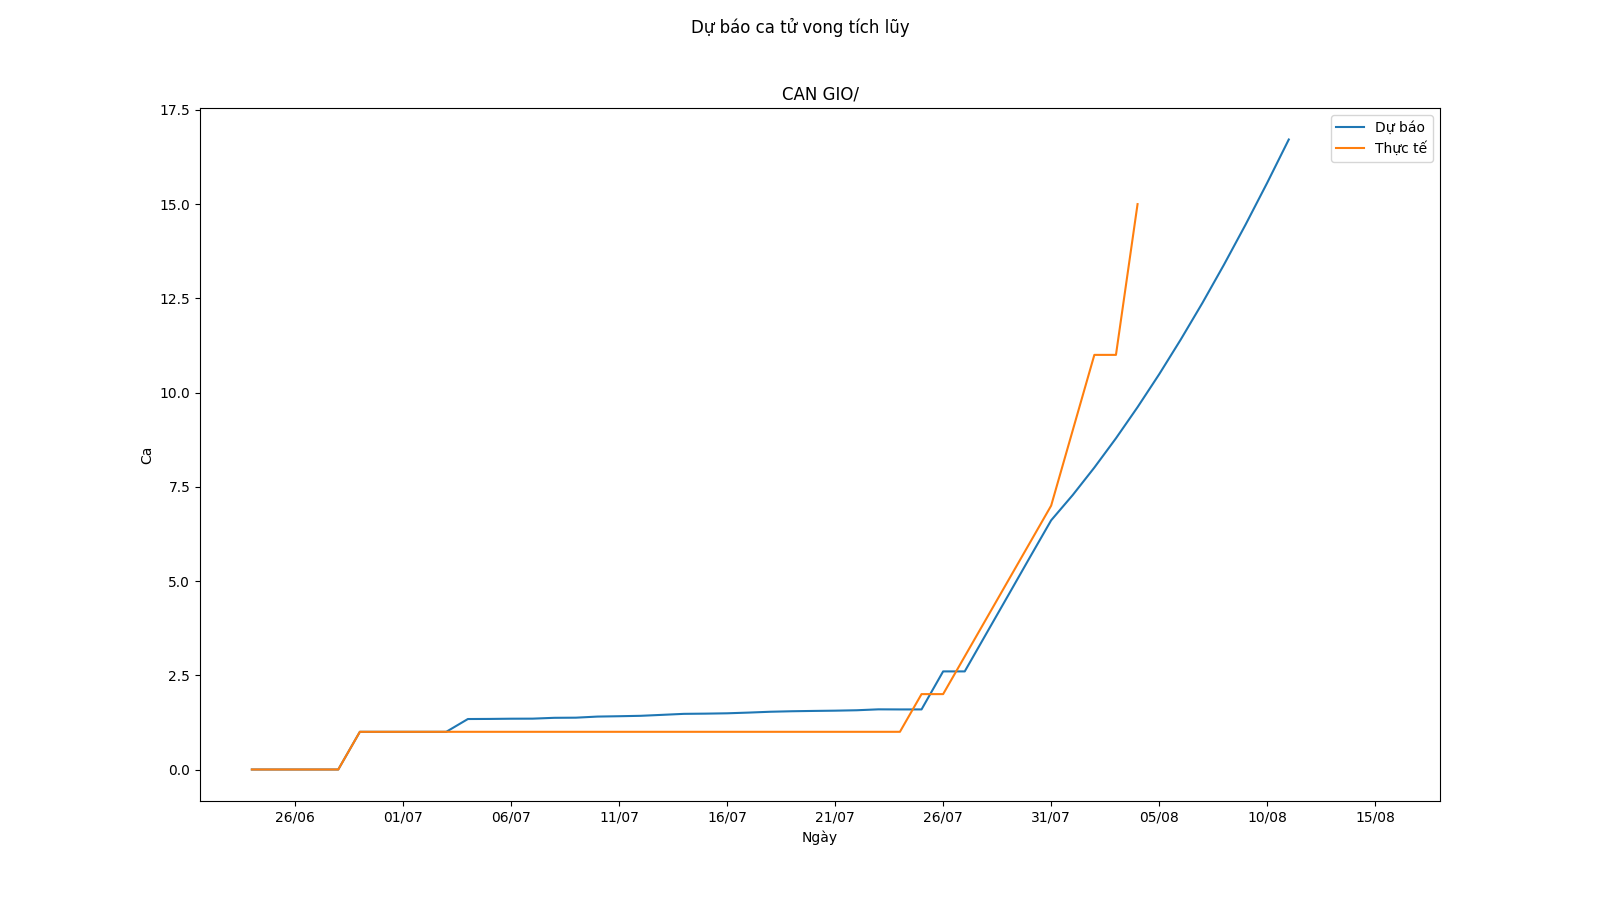 Dự báo ca tử vong tích lũy
CAN GIO/
17.5
15.0
12.5
10.0
7.5
5.0
2.5
0.0
Ca
Dự báo
Thực tế
26/06 01/07 06/07 11/07 16/07 21/07 26/07 31/07 05/08 10/08 15/08
Ngày